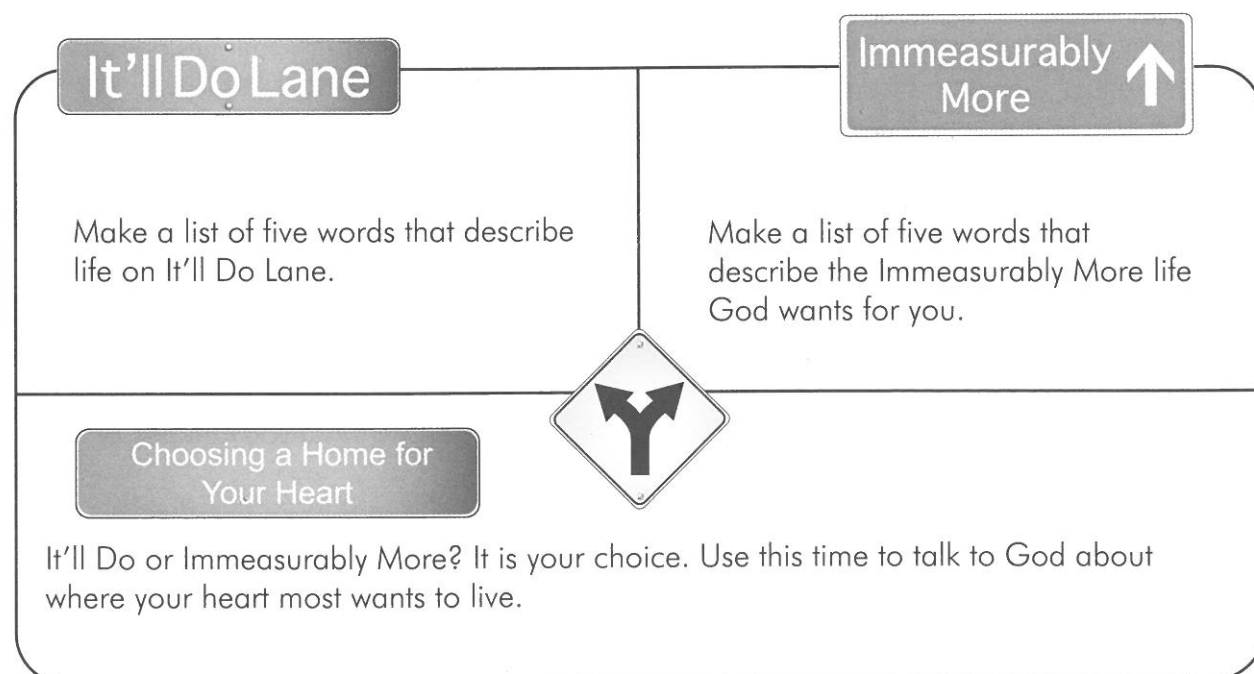 It'll Do Lane
Immeasurably
More
Make a list of five words that describe
life on It'll Do Lane.
Make a list of five words that
describe the Immeasurably More life
God wants for you.
Choosing a Home for
Your Heart
It'll Do or Immeasurably More? It is your choice. Use this time to talk to God about
where your heart most wants to live.